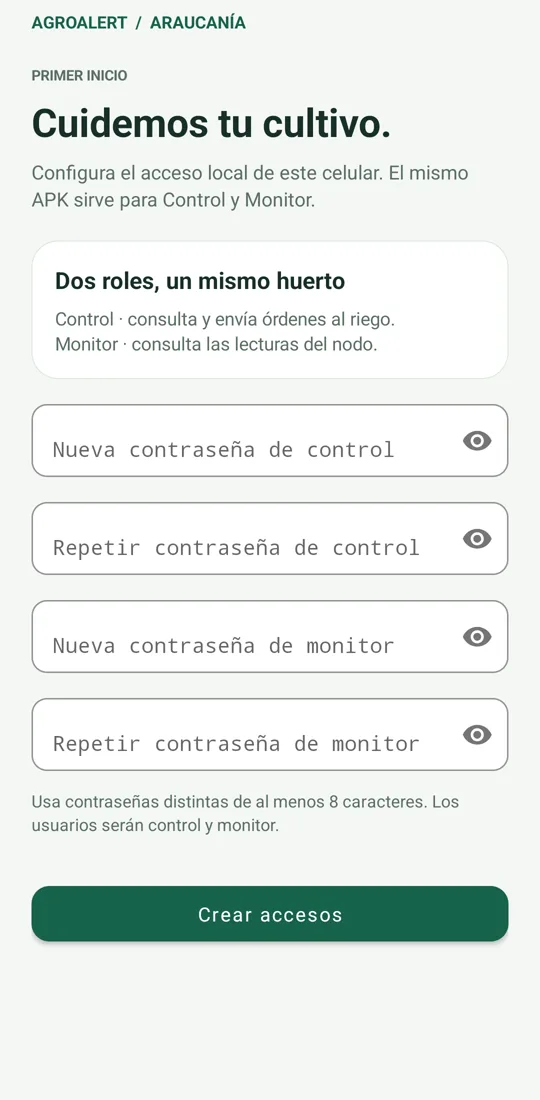 AGROALERT / ARAUCANÍA
PRIMER INICIO
Cuidemos tu cultivo.
Configura el acceso local de este celular. El mismo
APK sirve para Control y Monitor.
Dos roles, un mismo huerto
Control · consulta y envía órdenes al riego.
Monitor · consulta las lecturas del nodo.
Nueva contraseña de control
Repetir contraseña de control
Nueva contraseña de monitor
Repetir contraseña de monitor
Usa contraseñas distintas de al menos 8 caracteres. Los
usuarios serán control y monitor.
Crear accesos